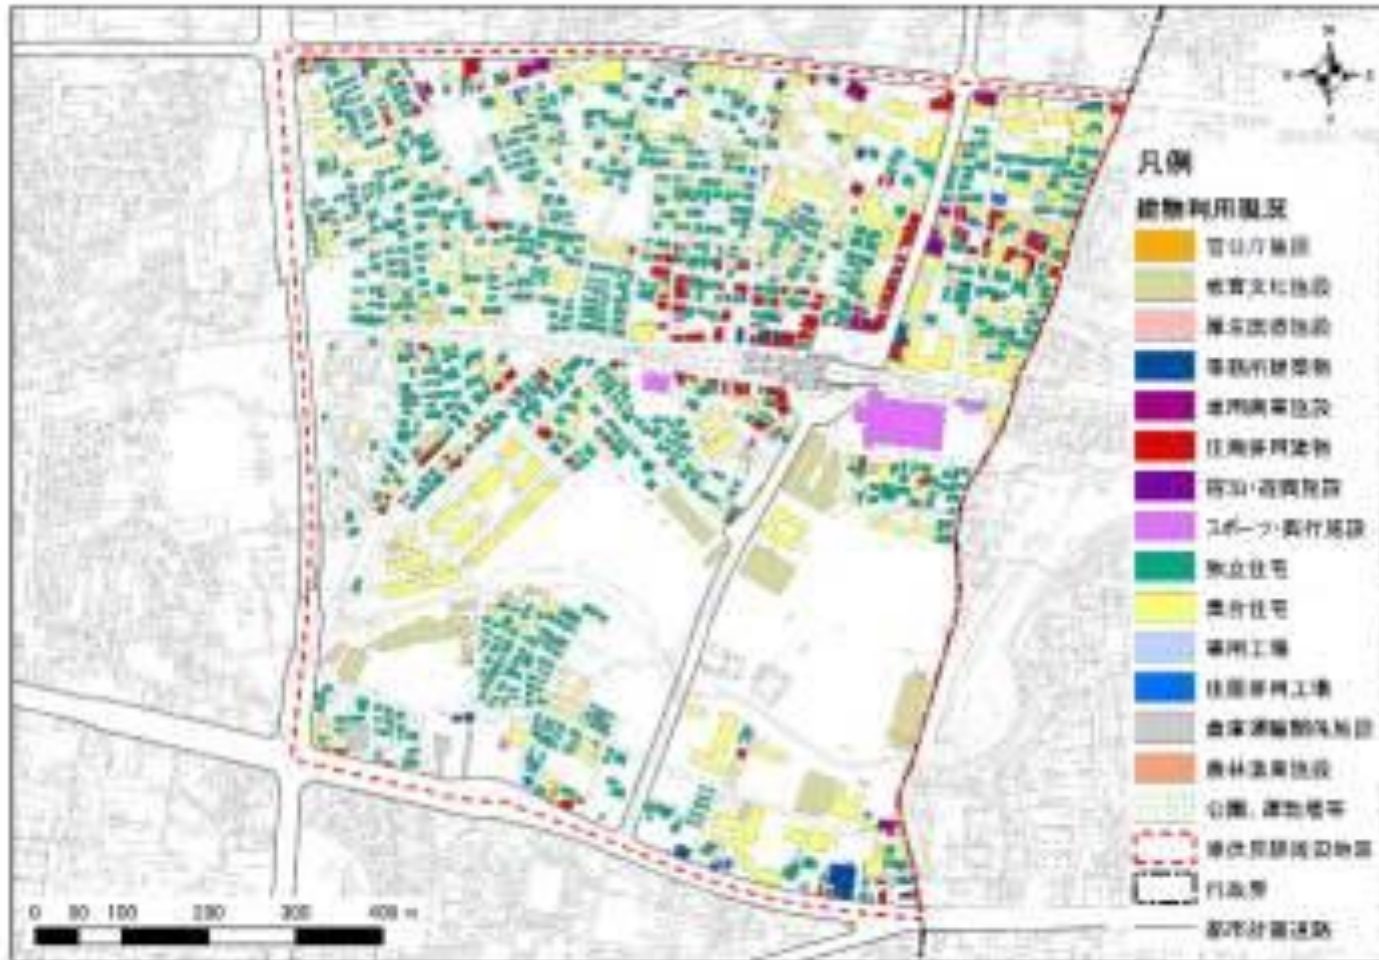 N
凡例
建物利用現況
官公庁施設
教育文化施設
厚生医療施設
事務所建築物
専用商業施設
住商併用建物
宿泊・遊興施設
スポーツ・興行施設
独立住宅
集合住宅
専用工場
住居併用工場
倉庫運輸関係施設
農林漁業施設
公園、運動場等
行政界
都市計画道路
0 50 100 200 300 400 m